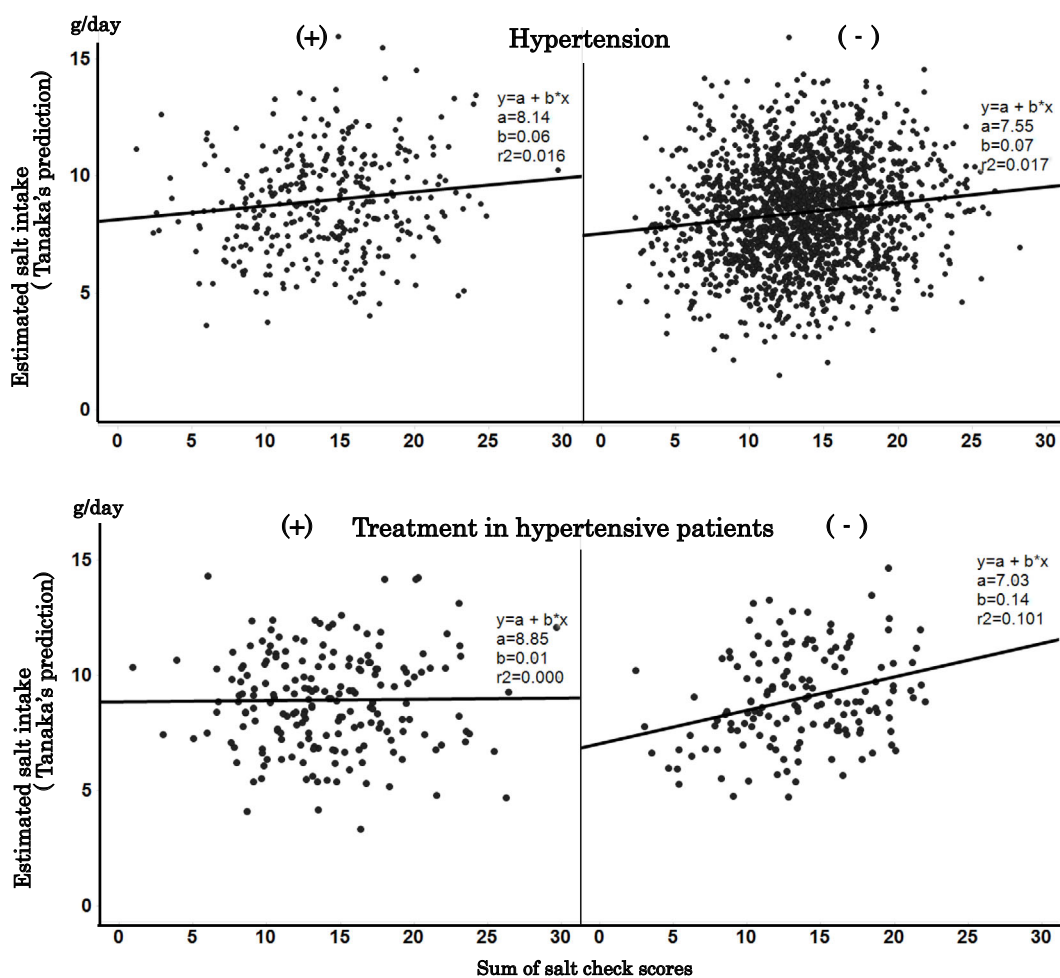 g/day
(+) Hypertension ( - )
15
10
5
0
Estimated salt intake
( Tanaka's prediction)
y=a + b*x
a=8.14
b=0.06
r2=0.016
y=a + b*x
a=7.55
b=0.07
r2=0.017
0 5 10 15 20 25 30 0 5 10 15 20 25 30
g/day
(+) Treatment in hypertensive patients ( - )
15
10
5
0
Estimated salt intake
( Tanaka's prediction)
y=a + b*x
a=8.85
b=0.01
r2=0.000
y=a + b*x
a=7.03
b=0.14
r2=0.101
0 5 10 15 20 25 30 0 5 10 15 20 25 30
Sum of salt check scores